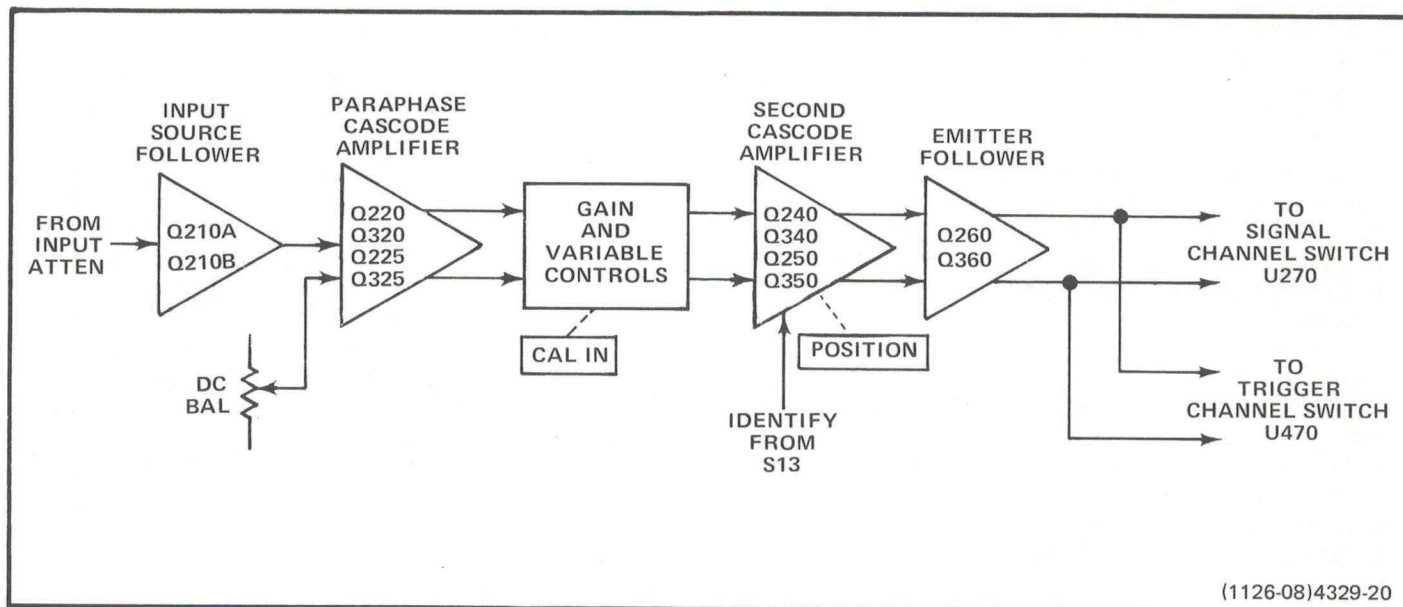 INPUT
SOURCE
FOLLOWER
PARAPHASE
CASCODE
AMPLIFIER
SECOND
CASCODE
AMPLIFIER
EMITTER
FOLLOWER
FROM
INPUT
ATTEN
Q210A
Q210B
Q220
Q320
Q225
Q325
GAIN
AND
VARIABLE
CONTROLS
Q240
Q340
Q250
Q350
Q260
Q360
TO
SIGNAL
CHANNEL SWITCH
U270
CAL IN
POSITION
DC
BAL
IDENTIFY
FROM
S13
TO
TRIGGER
CHANNEL SWITCH
U470
(1126-08)4329-20